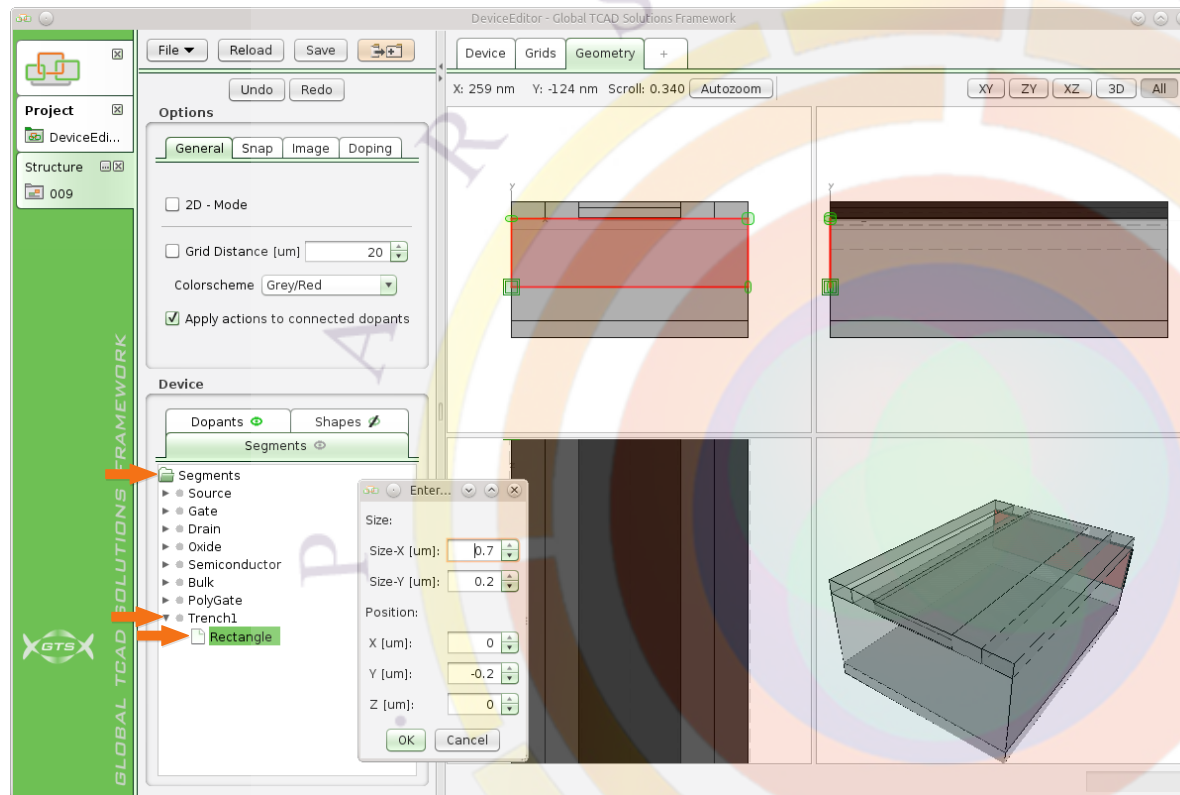 DeviceEditor - Global TCAD Solutions Framework
File Reload Save
Undo Redo
Project
DeviceEdi...
Structure
009
GLOBAL TCAD SOLUTIONS FRAMEWORK
GTS
Options
General Snap Image Doping
2D - Mode
Grid Distance [um] 20
Colorscheme Grey/Red
Apply actions to connected dopants
Device
Dopants Shapes
Segments
Segments
Source
Gate
Drain
Oxide
Semiconductor
Bulk
PolyGate
Trench1
Rectangle
Device Grids Geometry +
X: 259 nm Y: -124 nm Scroll: 0.340 Autozoom
XY ZY XZ 3D All
y
y
Enter...
Size:
Size-X [um]: 0.7
Size-Y [um]: 0.2
Position:
X [um]: 0
Y [um]: -0.2
Z [um]: 0
OK Cancel
P A R S